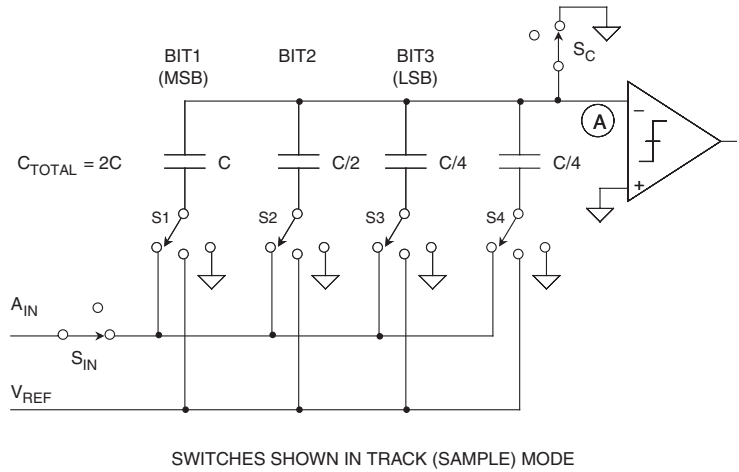 BIT1
(MSB)
BIT2
BIT3
(LSB)
S_C
A
−
+
C_TOTAL = 2C
C
C/2
C/4
C/4
S1
S2
S3
S4
A_IN
S_IN
V_REF
SWITCHES SHOWN IN TRACK (SAMPLE) MODE